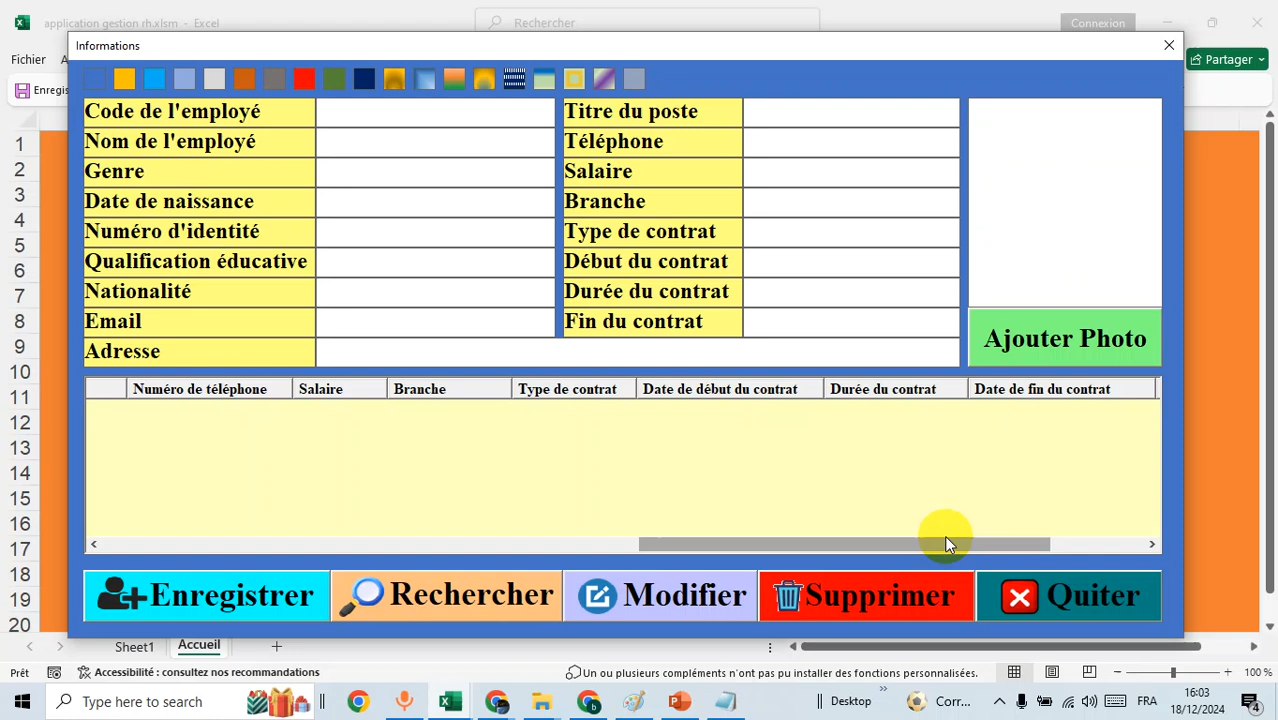 application gestion rh.xlsm - Excel
Rechercher
Connexion
Informations
Fichier
Partager
Enregis
Code de l'employé
Titre du poste
Nom de l'employé
Téléphone
Genre
Salaire
Date de naissance
Branche
Numéro d'identité
Type de contrat
Qualification éducative
Début du contrat
Nationalité
Durée du contrat
Email
Fin du contrat
Adresse
Ajouter Photo
Numéro de téléphone Salaire Branche Type de contrat Date de début du contrat Durée du contrat Date de fin du contrat
Enregistrer Rechercher Modifier Supprimer Quiter
1
2
3
4
5
6
7
8
9
10
11
12
13
14
15
16
17
18
19
20
Sheet1 Accueil
Prêt Accessibilité : consultez nos recommandations Un ou plusieurs compléments n'ont pas pu installer des fonctions personnalisées. 100 %
Type here to search Desktop Corr... FRA 16:03
18/12/2024 4